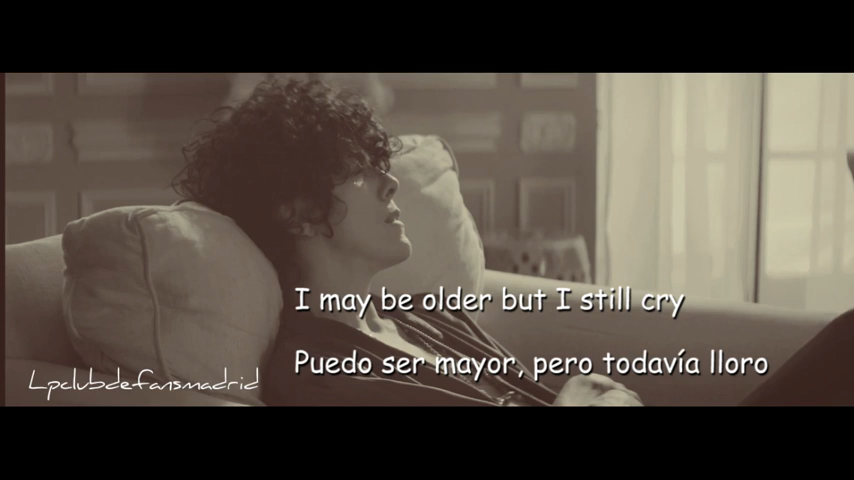 I may be older but I still cry
Puedo ser mayor, pero todavía lloro
Lpclubdefansmadrid